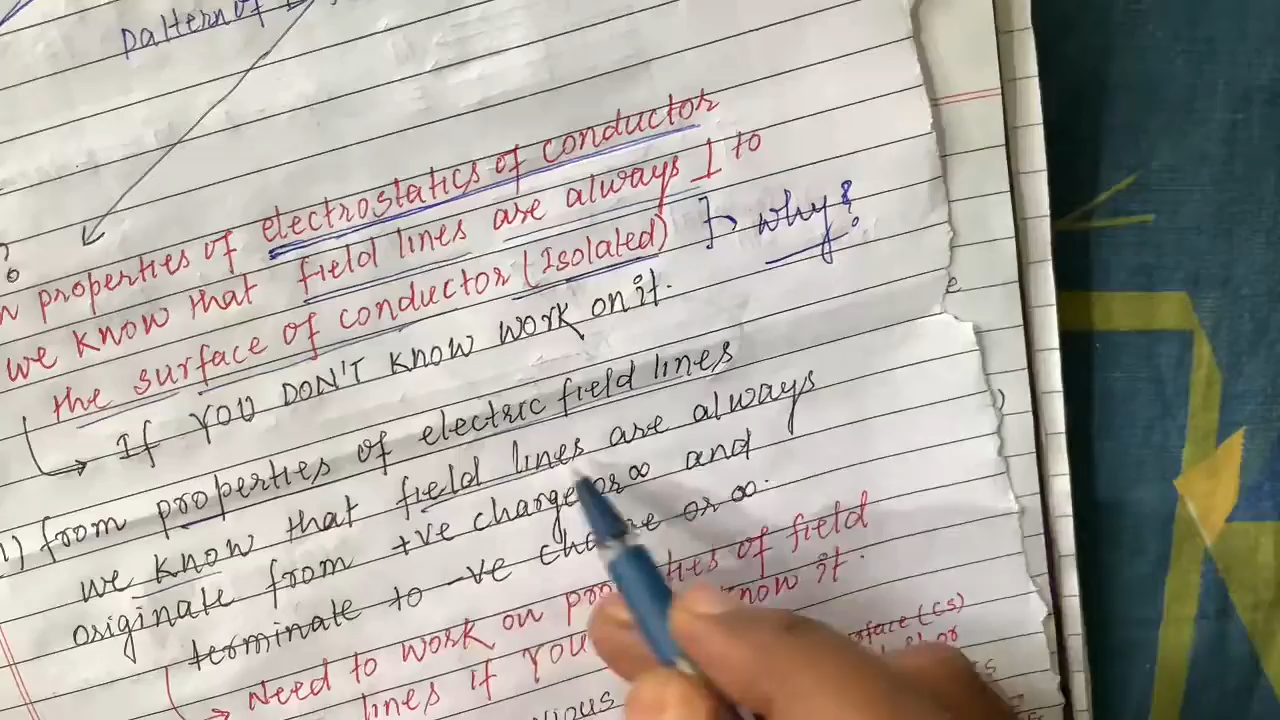 pattern of
properties of electrostatics of conductor
we know that field lines are always ⊥ to
the surface of conductor (Isolated) }→ why?
If YOU DON'T KNOW WORK ON it.
1) from properties of electric field lines
we know that field lines are always
originate from +ve charge or ∞ and
terminate to -ve or ∞.
Need to work on of field
lines if YOU know it.